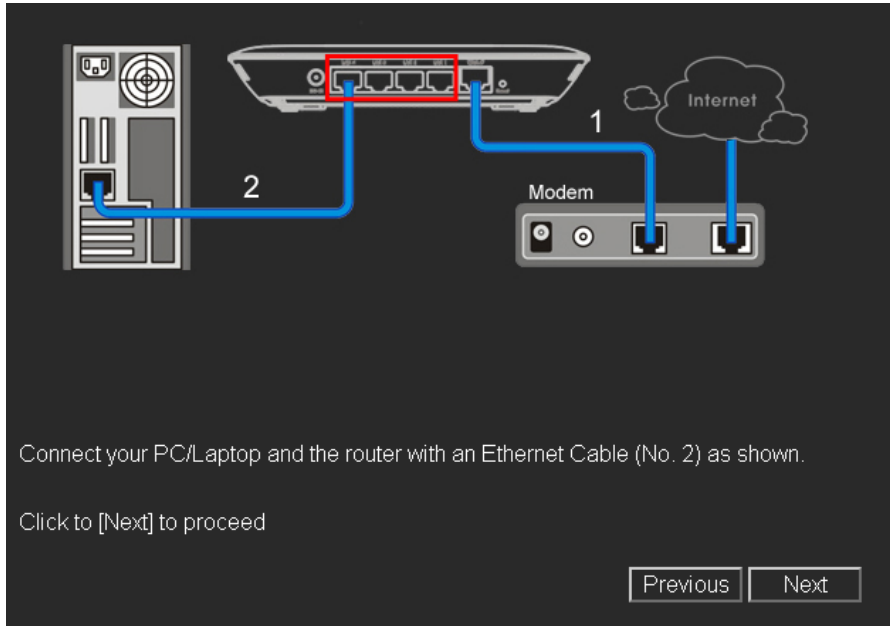 1
Internet
2
Modem
Connect your PC/Laptop and the router with an Ethernet Cable (No. 2) as shown.
Click to [Next] to proceed
Previous
Next